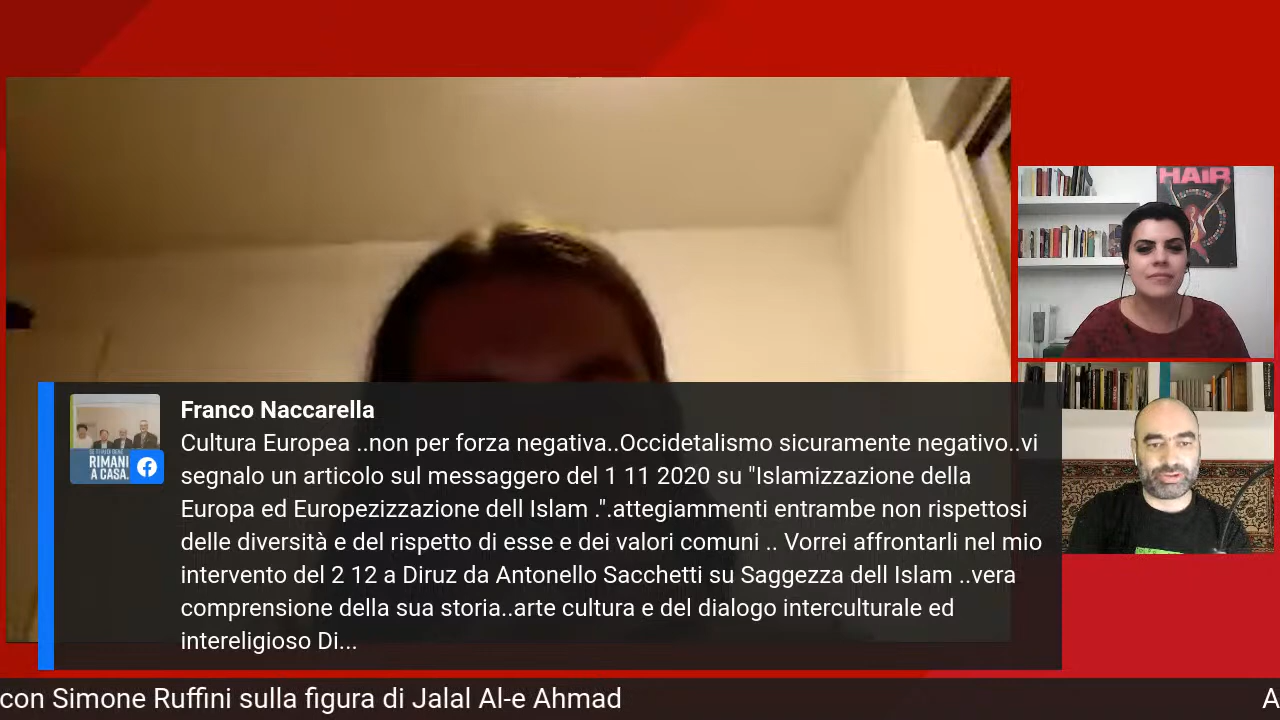 HAIR
Franco Naccarella
Cultura Europea ..non per forza negativa..Occidetalismo sicuramente negativo..vi
segnalo un articolo sul messaggero del 1 11 2020 su "Islamizzazione della
Europa ed Europezizzazione dell Islam .".attegiammenti entrambe non rispettosi
delle diversità e del rispetto di esse e dei valori comuni .. Vorrei affrontarli nel mio
intervento del 2 12 a Diruz da Antonello Sacchetti su Saggezza dell Islam ..vera
comprensione della sua storia..arte cultura e del dialogo interculturale ed
intereligioso Di...
RIMANI
A CASA.
con Simone Ruffini sulla figura di Jalal Al-e Ahmad
A